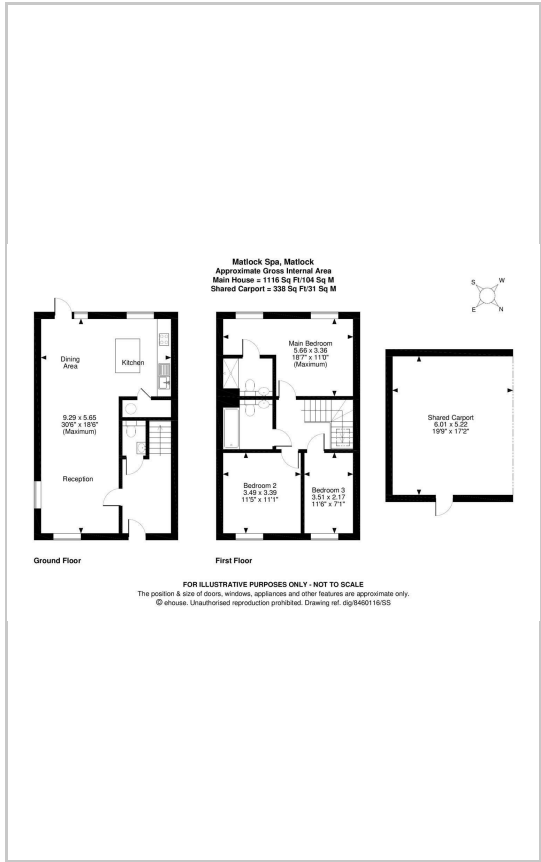 Matlock Spa, Matlock
Approximate Gross Internal Area
Main House = 1116 Sq Ft/104 Sq M
Shared Carport = 338 Sq Ft/31 Sq M
S
W
E
N
Dining
Area
Kitchen
9.29 x 5.65
30'6" x 18'6"
(Maximum)
Reception
Ground Floor
Main Bedroom
5.66 x 3.36
18'7" x 11'0"
(Maximum)
Bedroom 2
3.49 x 3.39
11'5" x 11'1"
Bedroom 3
3.51 x 2.17
11'6" x 7'1"
First Floor
Shared Carport
6.01 x 5.22
19'9" x 17'2"
FOR ILLUSTRATIVE PURPOSES ONLY - NOT TO SCALE
The position & size of doors, windows, appliances and other features are approximate only.
© ehouse. Unauthorised reproduction prohibited. Drawing ref. dig/8460116/SS